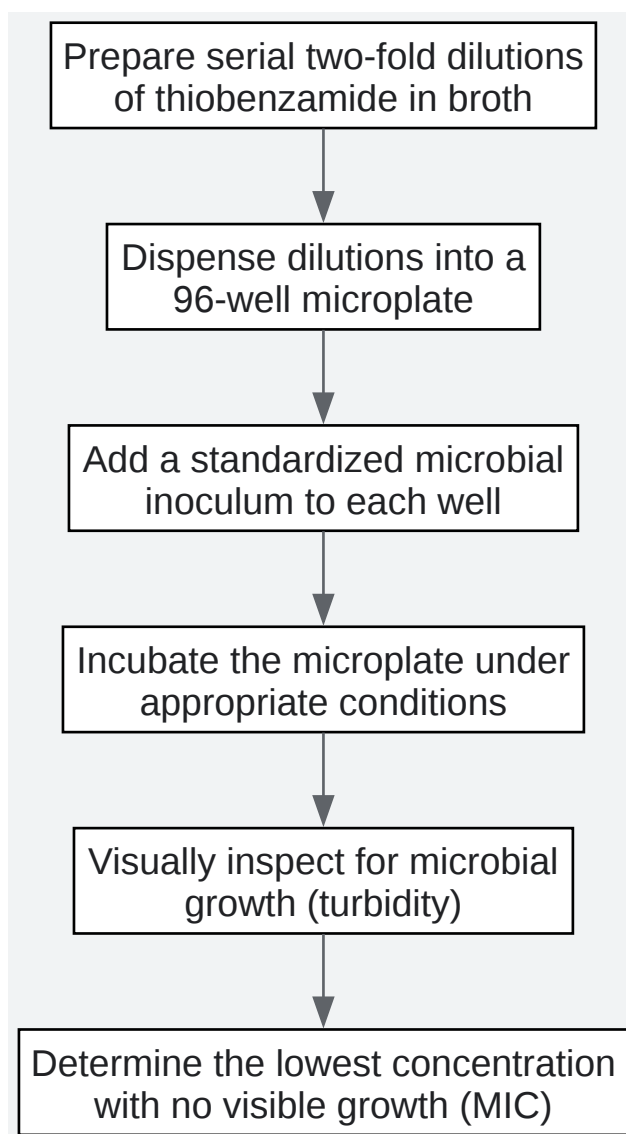 Prepare serial two-fold dilutions
of thiobenzamide in broth
Dispense dilutions into a
96-well microplate
Add a standardized microbial
inoculum to each well
Incubate the microplate under
appropriate conditions
Visually inspect for microbial
growth (turbidity)
Determine the lowest concentration
with no visible growth (MIC)